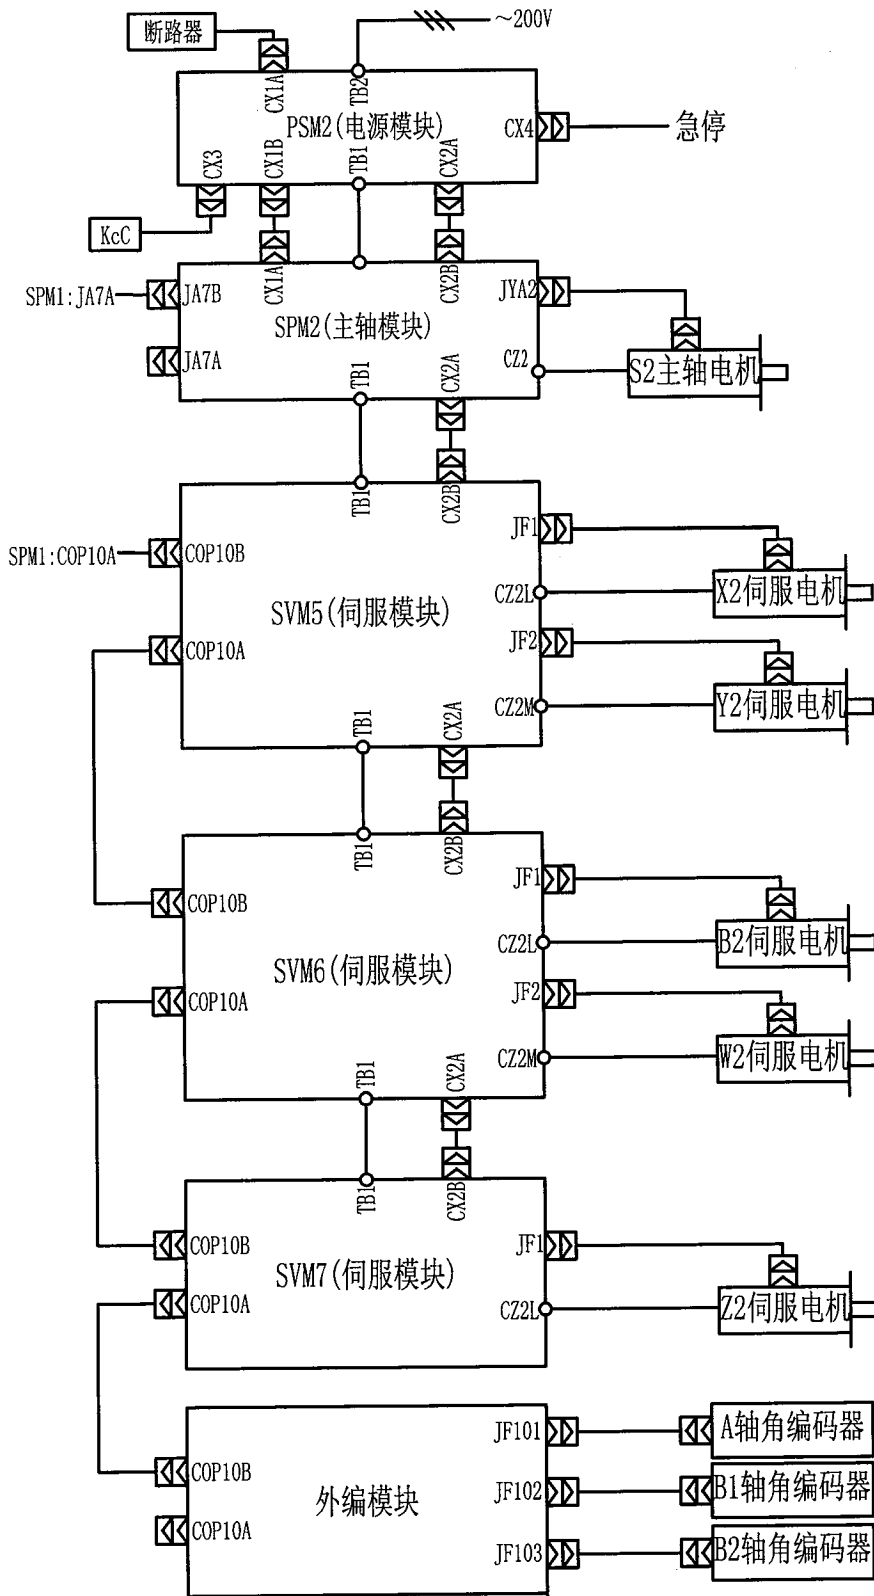 断路器
~200V
CX1A
TB2
PSM2(电源模块)
CX4
急停
CX3
CX1B
TB1
CX2A
KcC
CX1A
CX2B
SPM1:JA7A
JA7B
JYA2
SPM2(主轴模块)
JA7A
TB1
CX2A
CZ2
S2主轴电机
TB1
CX2B
JF1
SPM1:COP10A
COP10B
CZ2L
X2伺服电机
SVM5(伺服模块)
COP10A
JF2
CZ2M
Y2伺服电机
TB1
CX2A
TB1
CX2B
JF1
COP10B
CZ2L
B2伺服电机
SVM6(伺服模块)
COP10A
JF2
CZ2M
W2伺服电机
TB1
CX2A
TB1
CX2B
COP10B
JF1
SVM7(伺服模块)
COP10A
CZ2L
Z2伺服电机
JF101
A轴角编码器
COP10B
外编模块
JF102
B1轴角编码器
COP10A
JF103
B2轴角编码器